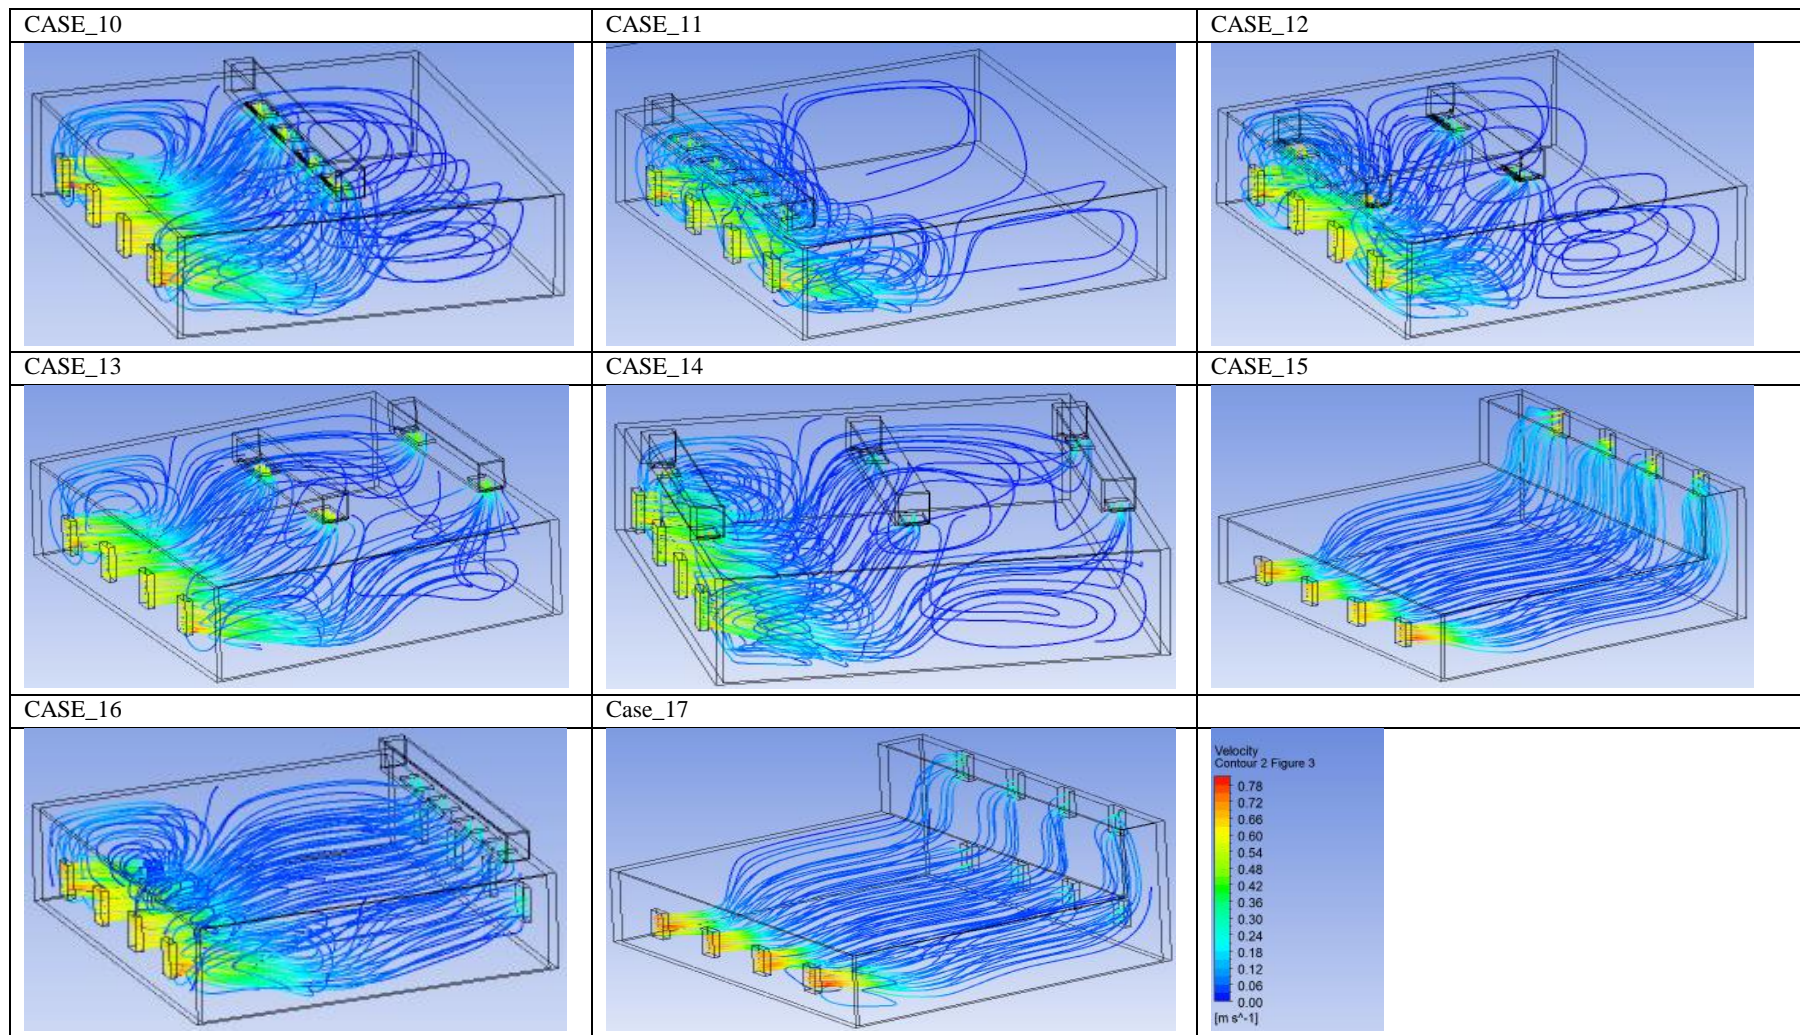 CASE_10
CASE_11
CASE_12
CASE_13
CASE_14
CASE_15
CASE_16
Case_17
Velocity
Contour 2 Figure 3
0.78
0.72
0.66
0.60
0.54
0.48
0.42
0.36
0.30
0.24
0.18
0.12
0.06
0.00
[m s^-1]